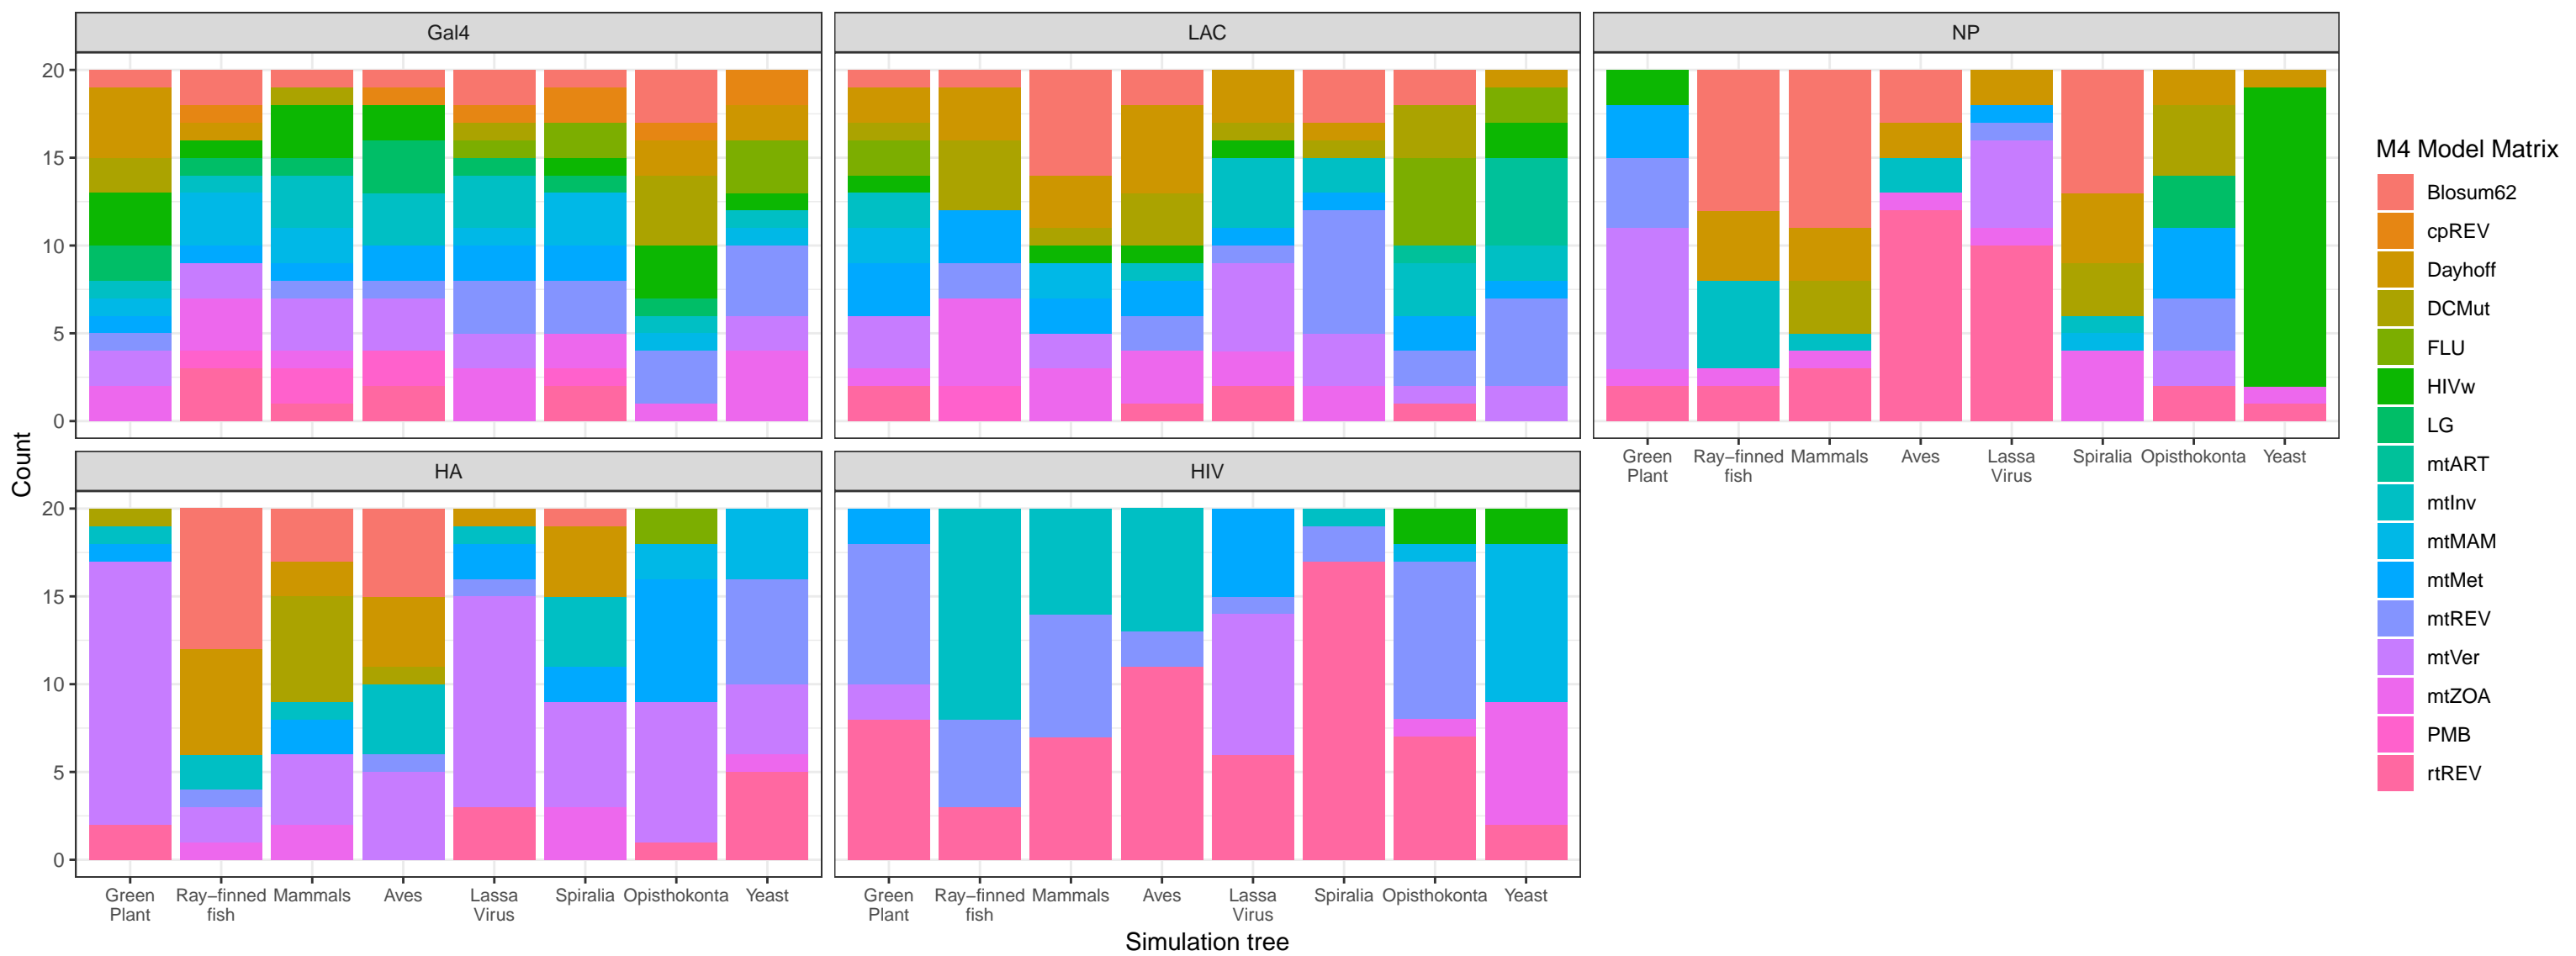 Gal4
LAC
NP
20
15
10
5
0
Green
Plant
Ray−finned
fish
Mammals
Aves
Lassa
Virus
Spiralia
Opisthokonta
Yeast
HA
HIV
20
15
10
5
0
Green
Plant
Ray−finned
fish
Mammals
Aves
Lassa
Virus
Spiralia
Opisthokonta
Yeast
Green
Plant
Ray−finned
fish
Mammals
Aves
Lassa
Virus
Spiralia
Opisthokonta
Yeast
Count
Simulation tree
M4 Model Matrix
Blosum62
cpREV
Dayhoff
DCMut
FLU
HIVw
LG
mtART
mtInv
mtMAM
mtMet
mtREV
mtVer
mtZOA
PMB
rtREV